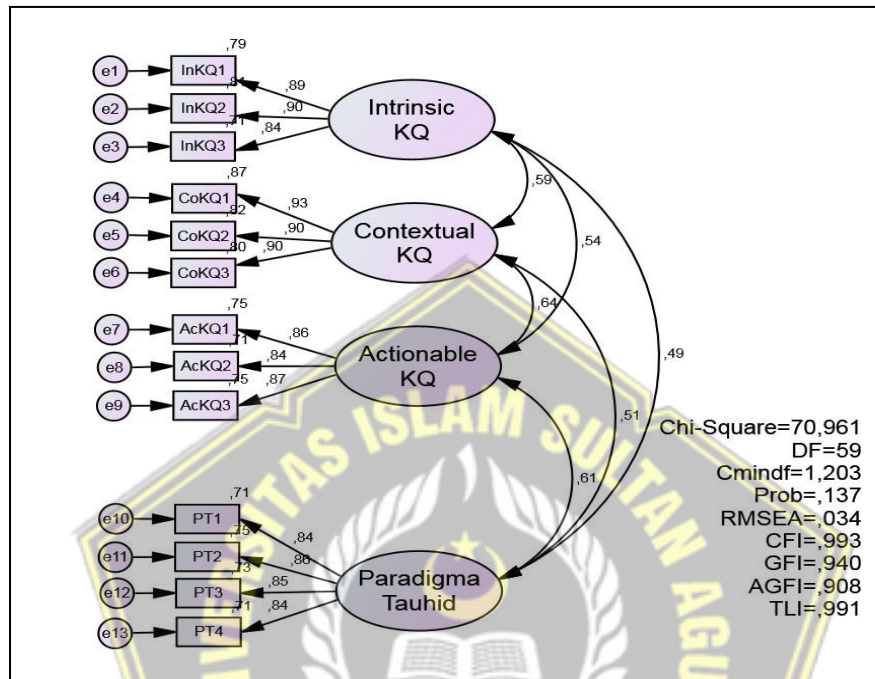 ,79
e1 InKQ1
,89
,81
e2 InKQ2
,90
,71
e3 InKQ3
,84
Intrinsic
KQ
,87
e4 CoKQ1
,93
,82
e5 CoKQ2
,90
,80
e6 CoKQ3
,90
Contextual
KQ
,59
,54
,75
e7 AcKQ1
,86
,71
e8 AcKQ2
,84
,75
e9 AcKQ3
,87
Actionable
KQ
,64
,49
,51
,61
,71
e10 PT1
,84
,75
e11 PT2
,86
,73
e12 PT3
,85
,71
e13 PT4
,84
Paradigma
Tauhid
Chi-Square=70,961
DF=59
Cmindf=1,203
Prob=,137
RMSEA=,034
CFI=,993
GFI=,940
AGFI=,908
TLI=,991
ISLAM SULTAN AGU